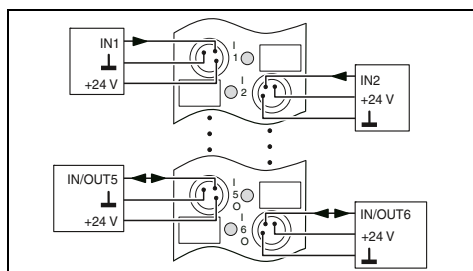 IN1
+24 V
I
1
I
2
IN2
+24 V
IN/OUT5
+24 V
I
5
O
I
6
O
IN/OUT6
+24 V